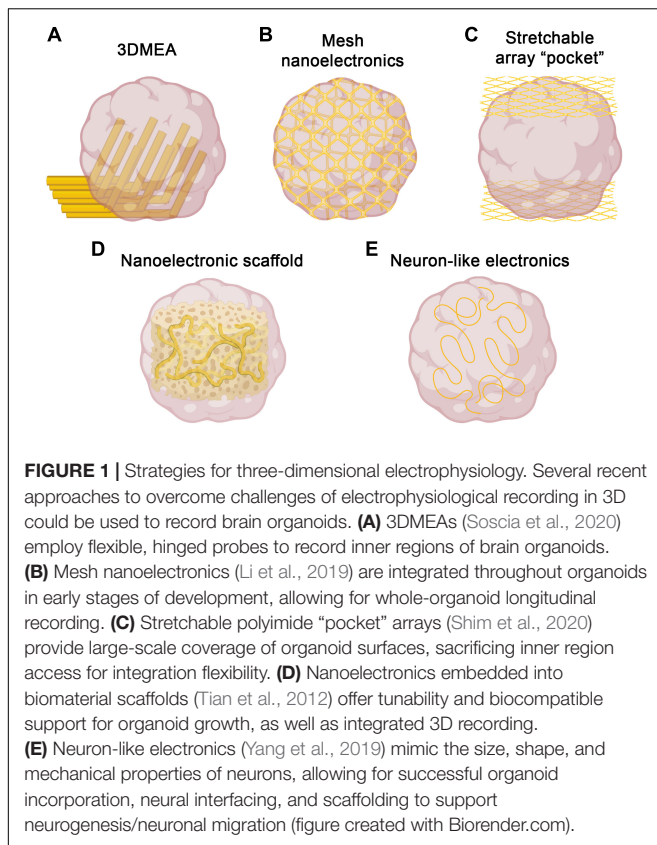 A
3DMEA
B
Mesh
nanoelectronics
C
Stretchable
array “pocket”
D
Nanoelectronic scaffold
E
Neuron-like electronics
FIGURE 1 | Strategies for three-dimensional electrophysiology. Several recent
approaches to overcome challenges of electrophysiological recording in 3D
could be used to record brain organoids. (A) 3DMEAs (Soscia et al., 2020)
employ flexible, hinged probes to record inner regions of brain organoids.
(B) Mesh nanoelectronics (Li et al., 2019) are integrated throughout organoids
in early stages of development, allowing for whole-organoid longitudinal
recording. (C) Stretchable polyimide “pocket” arrays (Shim et al., 2020)
provide large-scale coverage of organoid surfaces, sacrificing inner region
access for integration flexibility. (D) Nanoelectronics embedded into
biomaterial scaffolds (Tian et al., 2012) offer tunability and biocompatible
support for organoid growth, as well as integrated 3D recording.
(E) Neuron-like electronics (Yang et al., 2019) mimic the size, shape, and
mechanical properties of neurons, allowing for successful organoid
incorporation, neural interfacing, and scaffolding to support
neurogenesis/neuronal migration (figure created with Biorender.com).